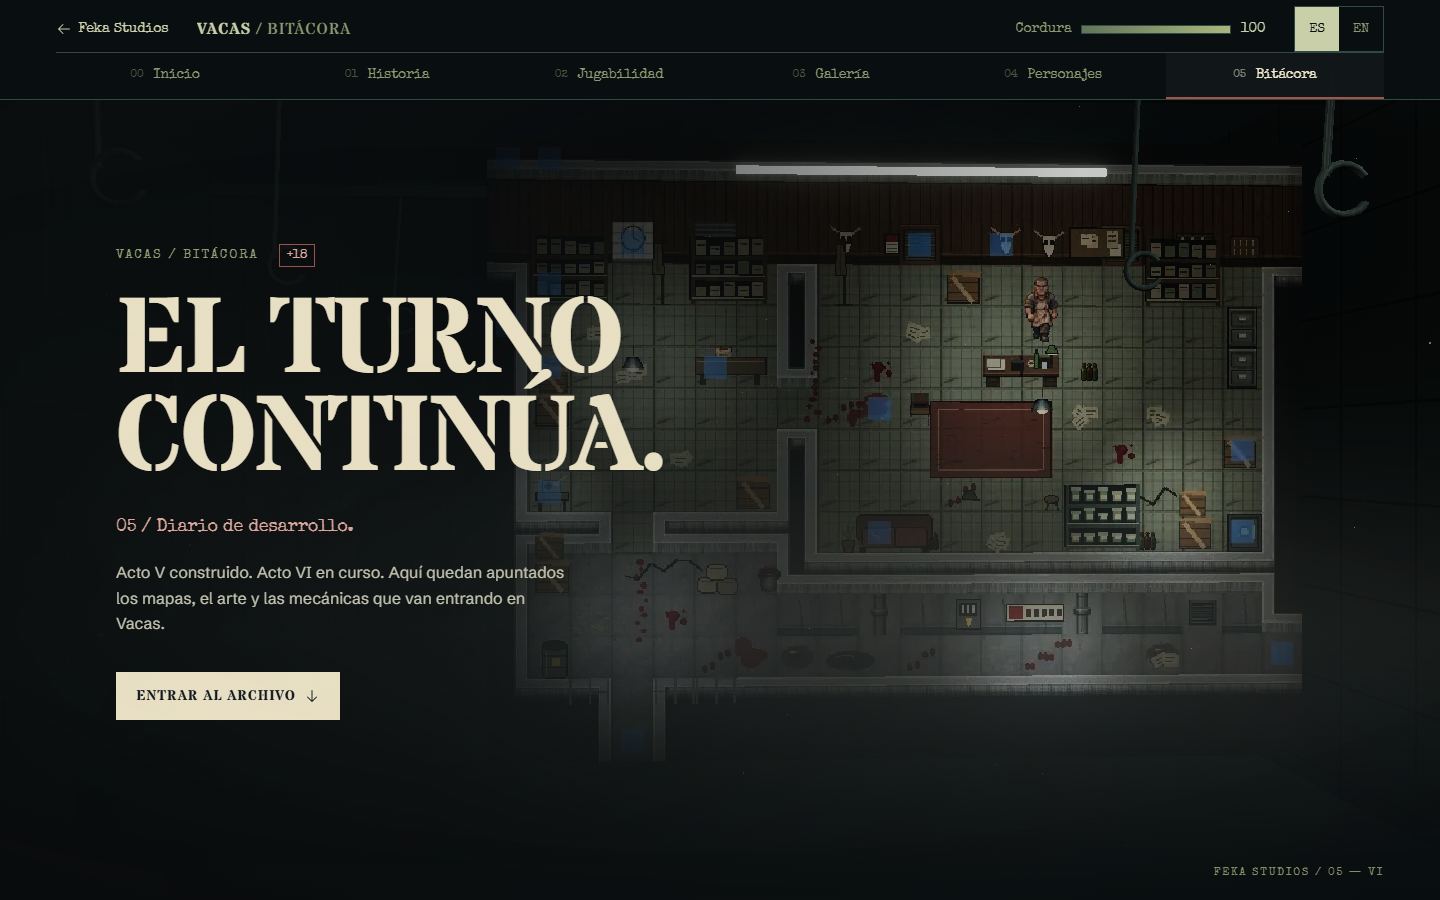 ← Feka Studios
VACAS / BITÁCORA
Cordura 100
ES EN
00 Inicio
01 Historia
02 Jugabilidad
03 Galería
04 Personajes
05 Bitácora
VACAS / BITÁCORA +18
EL TURNO
CONTINÚA.
05 / Diario de desarrollo.
Acto V construido. Acto VI en curso. Aquí quedan apuntados
los mapas, el arte y las mecánicas que van entrando en
Vacas.
ENTRAR AL ARCHIVO ↓
FEKA STUDIOS / 05 — VI